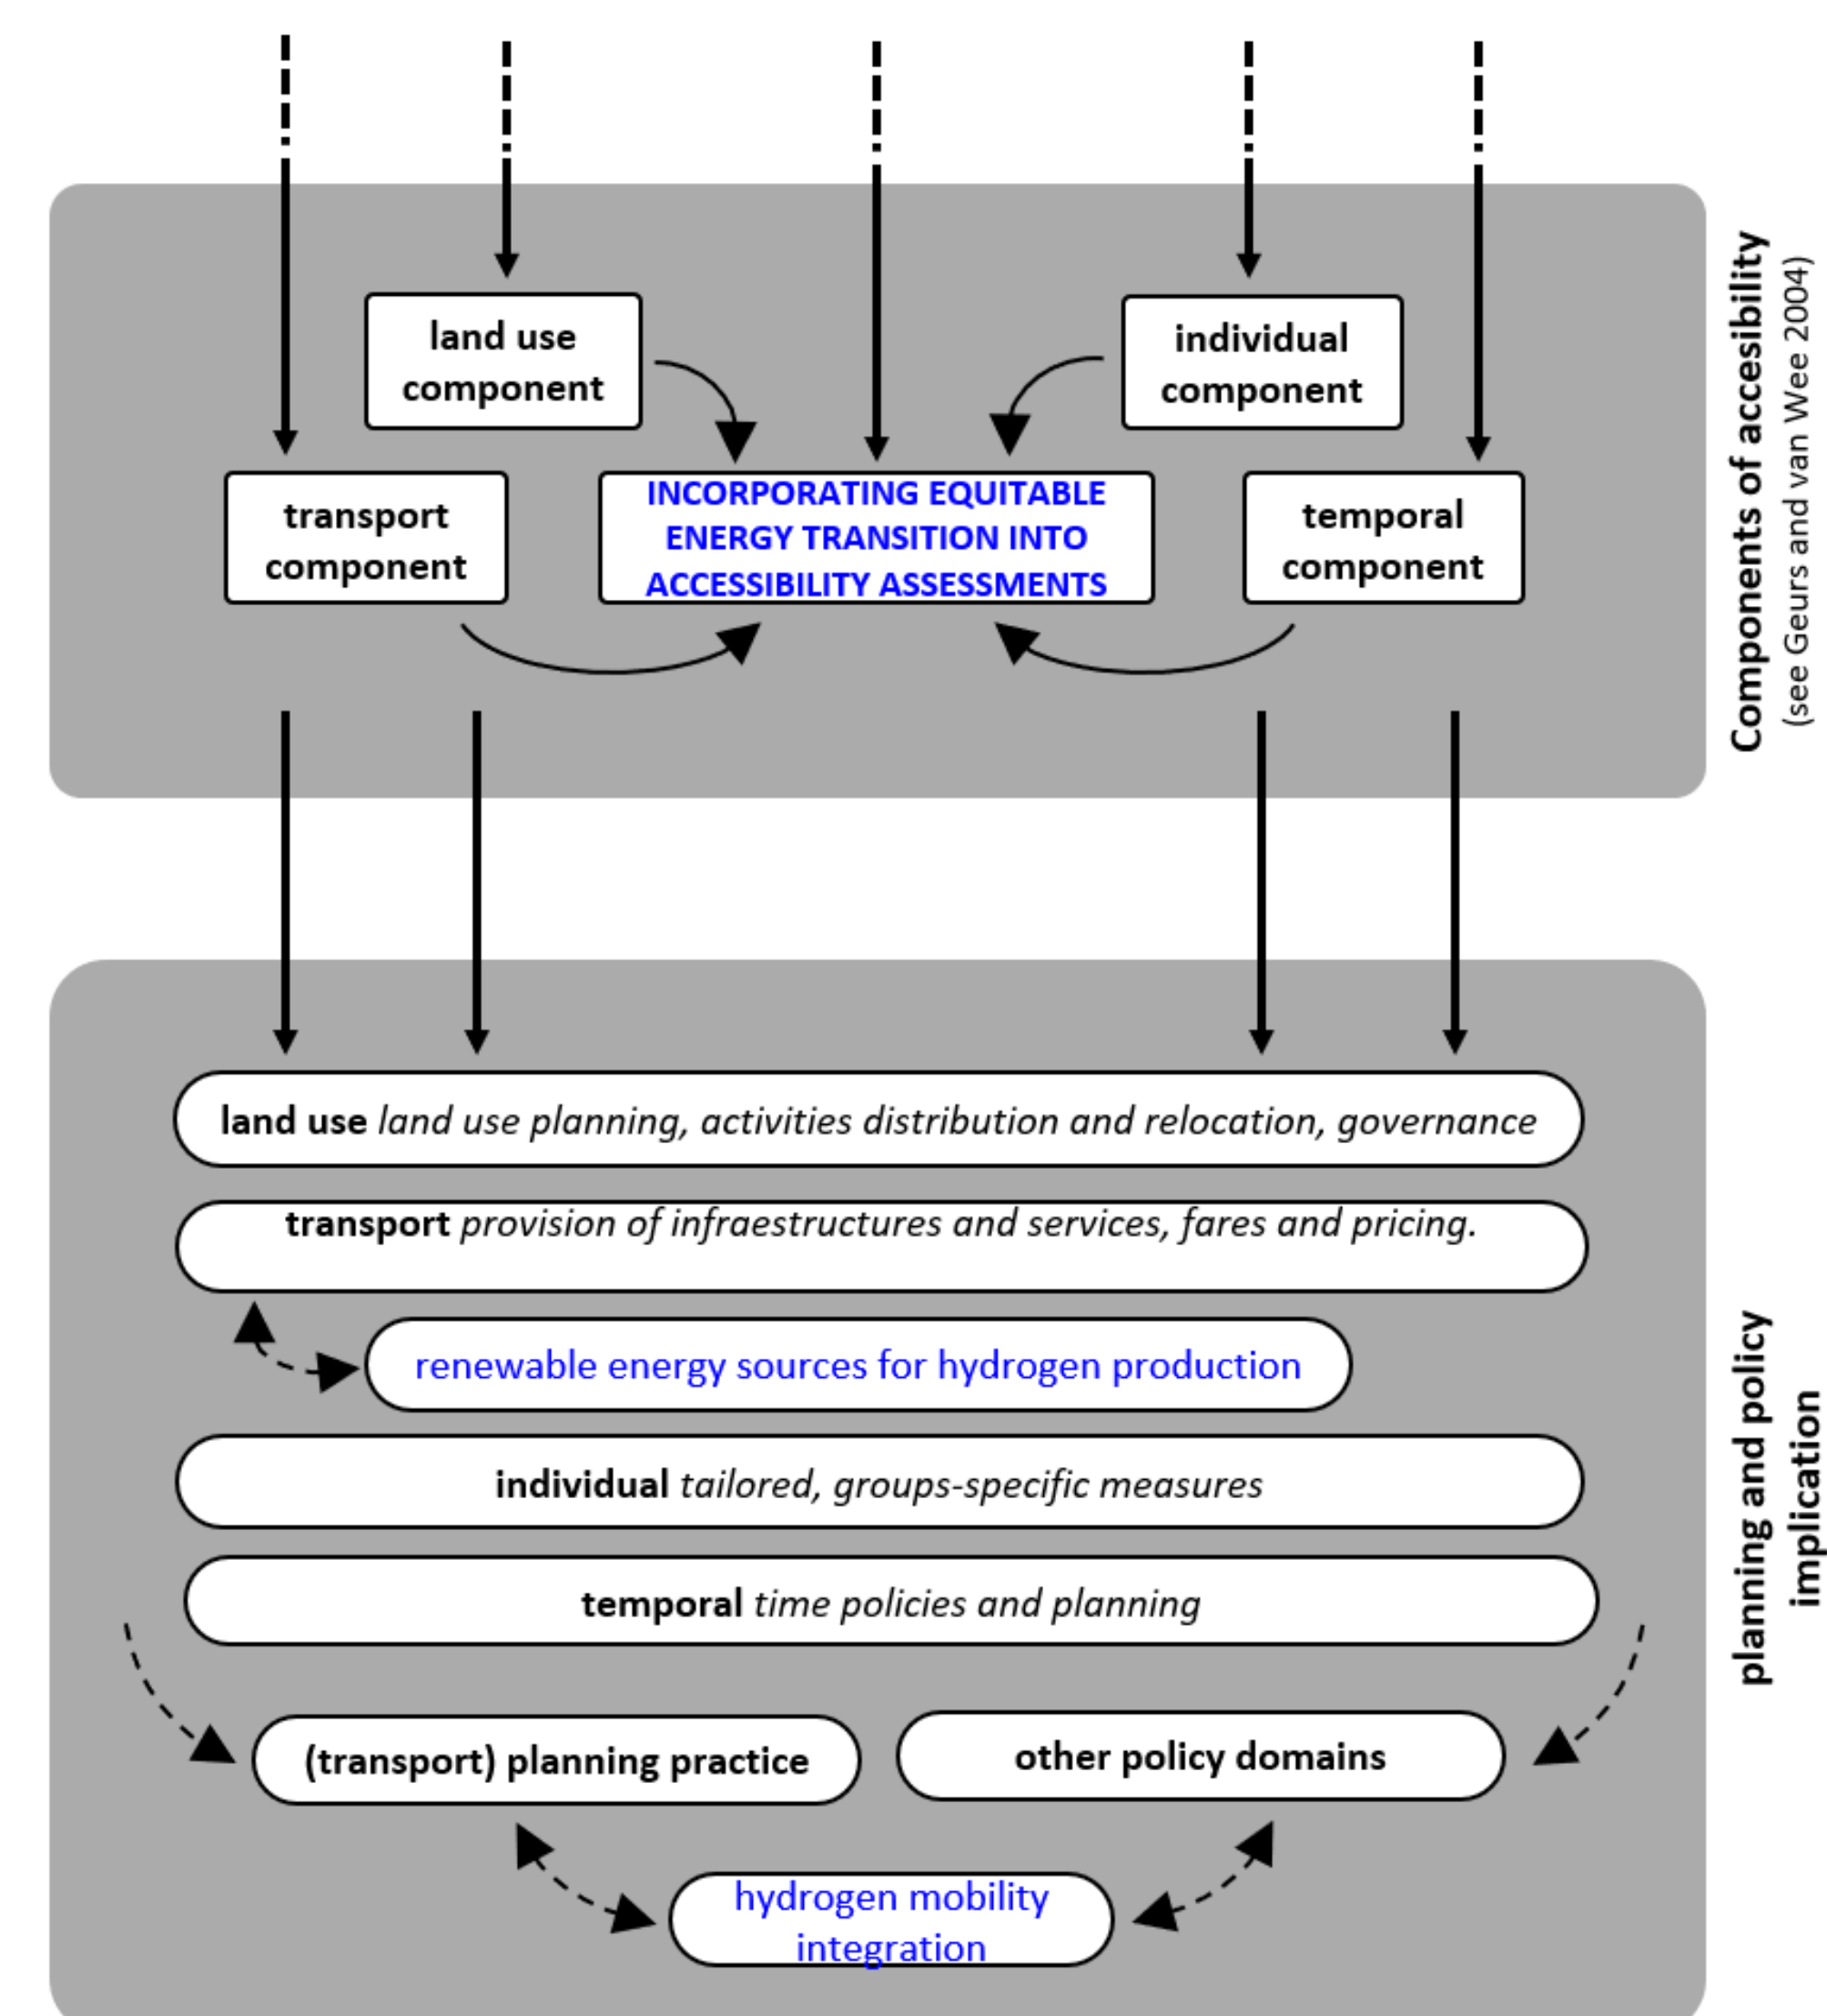 land use
component
individual
component
transport
component
INCORPORATING EQUITABLE
ENERGY TRANSITION INTO
ACCESSIBILITY ASSESSMENTS
temporal
component
Components of accesibility
(see Geurs and van Wee 2004)
land use land use planning, activities distribution and relocation, governance
transport provision of infraestructures and services, fares and pricing.
renewable energy sources for hydrogen production
individual tailored, groups-specific measures
temporal time policies and planning
(transport) planning practice
other policy domains
hydrogen mobility
integration
planning and policy
implication